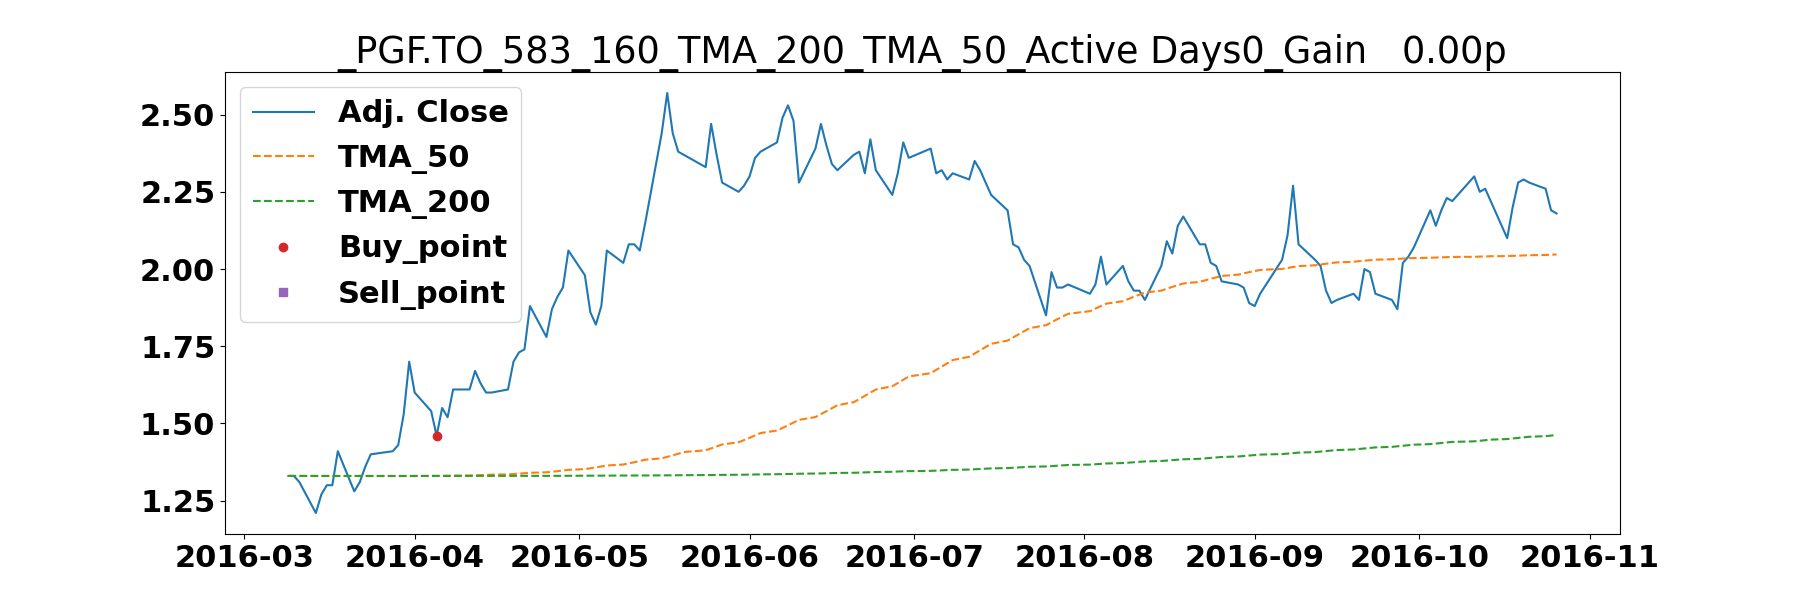 _PGF.TO_583_160_TMA_200_TMA_50_Active Days0_Gain   0.00p
Adj. Close
TMA_50
TMA_200
Buy_point
Sell_point
2.50
2.25
2.00
1.75
1.50
1.25
2016-03 2016-04 2016-05 2016-06 2016-07 2016-08 2016-09 2016-10 2016-11